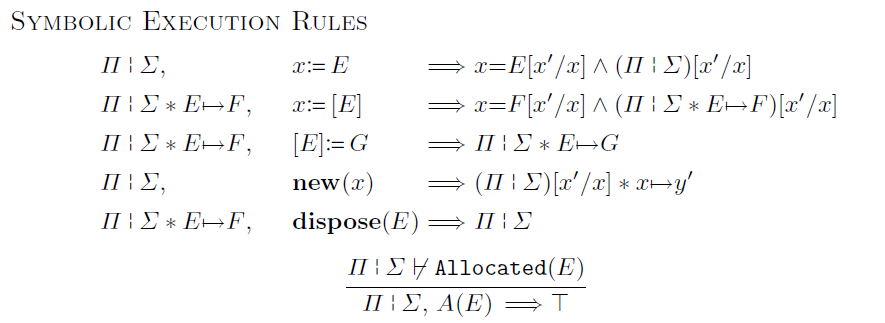 SYMBOLIC EXECUTION RULES
Π ¦ Σ, x:= E ⟹ x=E[x′/x] ∧ (Π ¦ Σ)[x′/x]
Π ¦ Σ ∗ E↦F, x:= [E] ⟹ x=F[x′/x] ∧ (Π ¦ Σ ∗ E↦F)[x′/x]
Π ¦ Σ ∗ E↦F, [E]:= G ⟹ Π ¦ Σ ∗ E↦G
Π ¦ Σ, new(x) ⟹ (Π ¦ Σ)[x′/x] ∗ x↦y′
Π ¦ Σ ∗ E↦F, dispose(E) ⟹ Π ¦ Σ
Π ¦ Σ ⊬ Allocated(E)
Π ¦ Σ, A(E) ⟹ ⊤